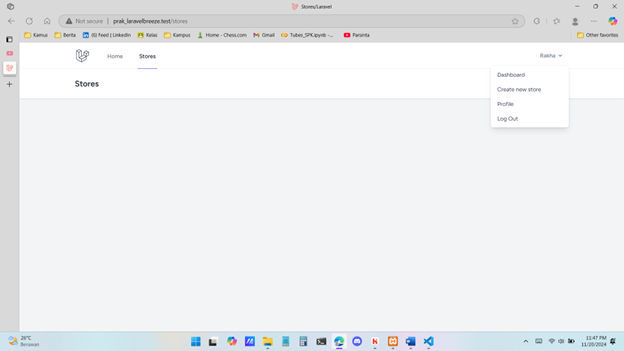 Stores/Laravel
Not secure prak_laravelbreeze.test/stores
Kamus Berita (6) Feed | LinkedIn Kelas Kampus Home - Chess.com Gmail Tubes_SPK.ipynb -... Parainta Other favorites
Home Stores Rakha
Dashboard
Stores
Create new store
Profile
Log Out
26°C
Berawan
11:47 PM
11/20/2024